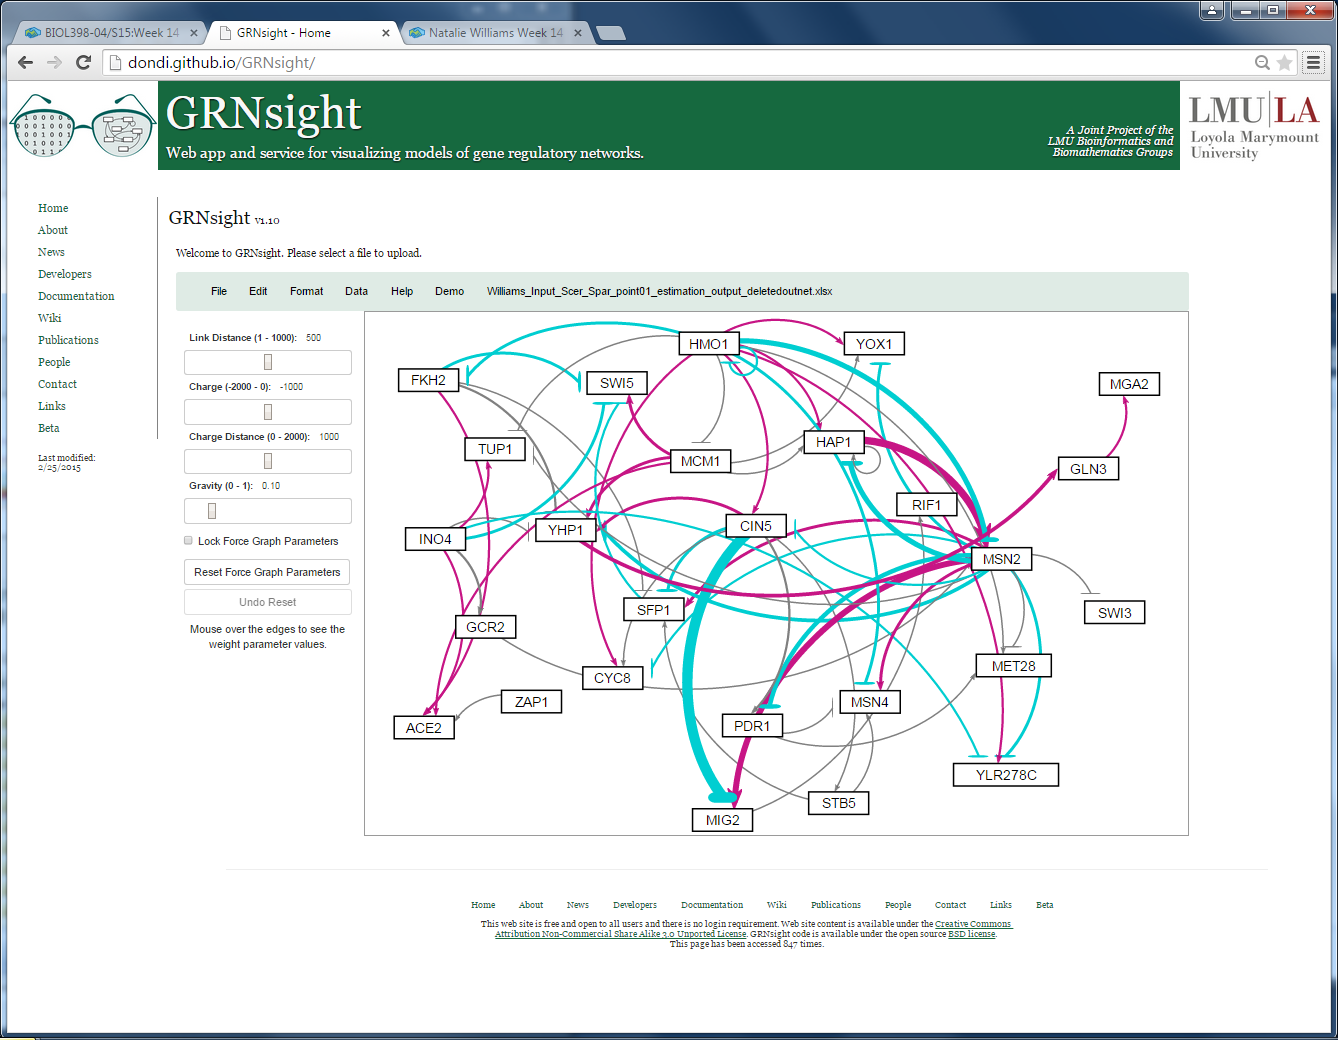 BIOL398-04/S15:Week 14
GRNsight - Home
Natalie Williams Week 14
dondi.github.io/GRNsight/
GRNsight
Web app and service for visualizing models of gene regulatory networks.
A Joint Project of the
LMU Bioinformatics and
Biomathematics Groups
LMU|LA
Loyola Marymount
University
Home
About
News
Developers
Documentation
Wiki
Publications
People
Contact
Links
Beta
Last modified:
2/25/2015
GRNsight v1.10
Welcome to GRNsight. Please select a file to upload.
File Edit Format Data Help Demo Williams_Input_Scer_Spar_point01_estimation_output_deletedoutnet.xlsx
Link Distance (1 - 1000): 500
Charge (-2000 - 0): -1000
Charge Distance (0 - 2000): 1000
Gravity (0 - 1): 0.10
Lock Force Graph Parameters
Reset Force Graph Parameters
Undo Reset
Mouse over the edges to see the
weight parameter values.
HMO1
YOX1
FKH2
SWI5
MGA2
TUP1
HAP1
MCM1
GLN3
RIF1
CIN5
YHP1
INO4
MSN2
SFP1
SWI3
GCR2
MET28
CYC8
ZAP1
MSN4
ACE2
PDR1
YLR278C
STB5
MIG2
Home About News Developers Documentation Wiki Publications People Contact Links Beta
This web site is free and open to all users and there is no login requirement. Web site content is available under the Creative Commons
Attribution Non-Commercial Share Alike 3.0 Unported License. GRNsight code is available under the open source BSD license.
This page has been accessed 847 times.